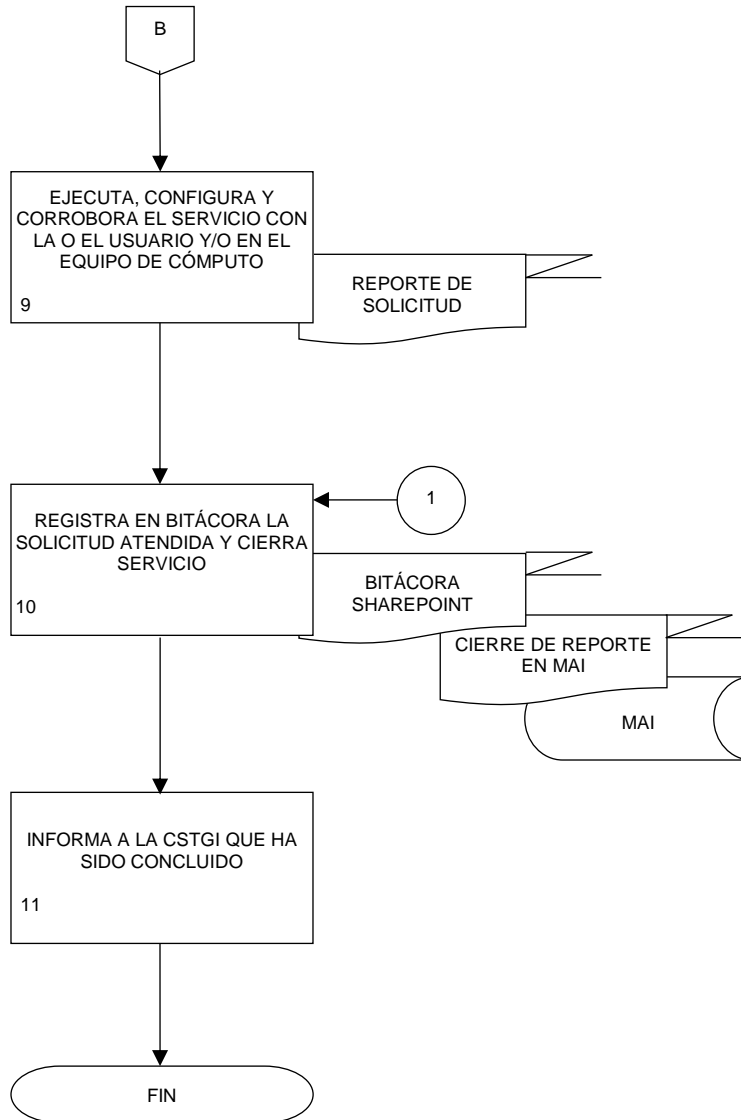 B
EJECUTA, CONFIGURA Y
CORROBORA EL SERVICIO CON
LA O EL USUARIO Y/O EN EL
EQUIPO DE CÓMPUTO
9
REPORTE DE
SOLICITUD
1
REGISTRA EN BITÁCORA LA
SOLICITUD ATENDIDA Y CIERRA
SERVICIO
10
BITÁCORA
SHAREPOINT
CIERRE DE REPORTE
EN MAI
MAI
INFORMA A LA CSTGI QUE HA
SIDO CONCLUIDO
11
FIN